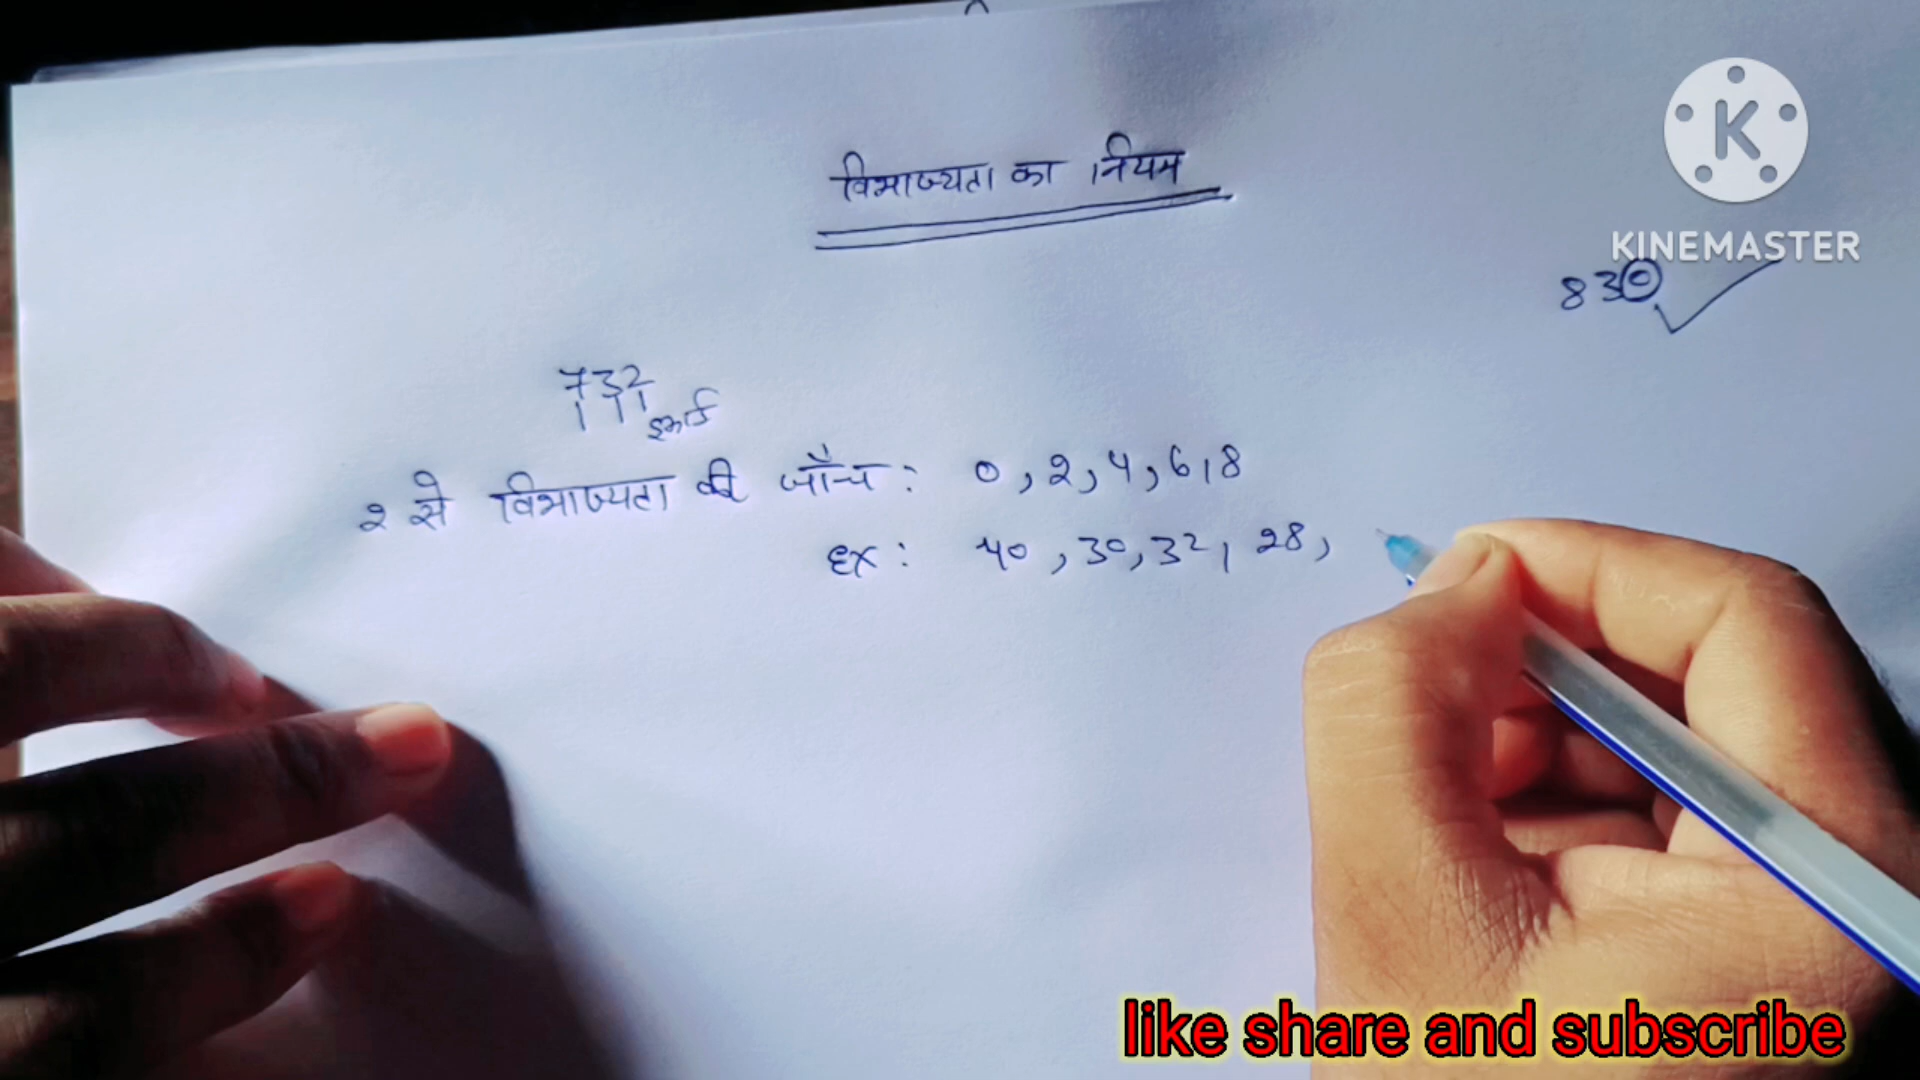 विभाज्यता का नियम
KINEMASTER
830
732
इकाई
2 से विभाज्यता की जाँच : 0, 2, 4, 6, 8
ex : 40, 30, 32, 28,
like share and subscribe